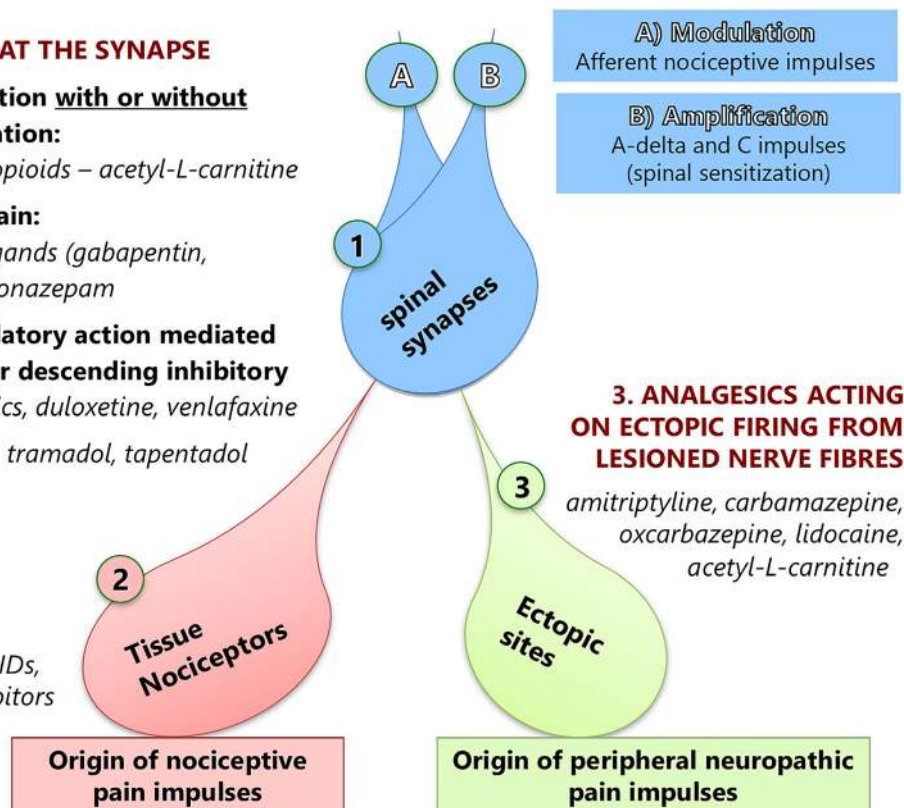 AT THE SYNAPSE
tion with or without
ation:
opioids – acetyl-L-carnitine
ain:
gands (gabapentin,
onazepam
latory action mediated
r descending inhibitory
ics, duloxetine, venlafaxine
tramadol, tapentadol
A
B
A) Modulation
Afferent nociceptive impulses
B) Amplification
A-delta and C impulses
(spinal sensitization)
1
spinal
synapses
3. ANALGESICS ACTING
ON ECTOPIC FIRING FROM
LESIONED NERVE FIBRES
amitriptyline, carbamazepine,
oxcarbazepine, lidocaine,
acetyl-L-carnitine
3
2
Tissue
Nociceptors
Ectopic
sites
IDs,
bitors
Origin of nociceptive
pain impulses
Origin of peripheral neuropathic
pain impulses